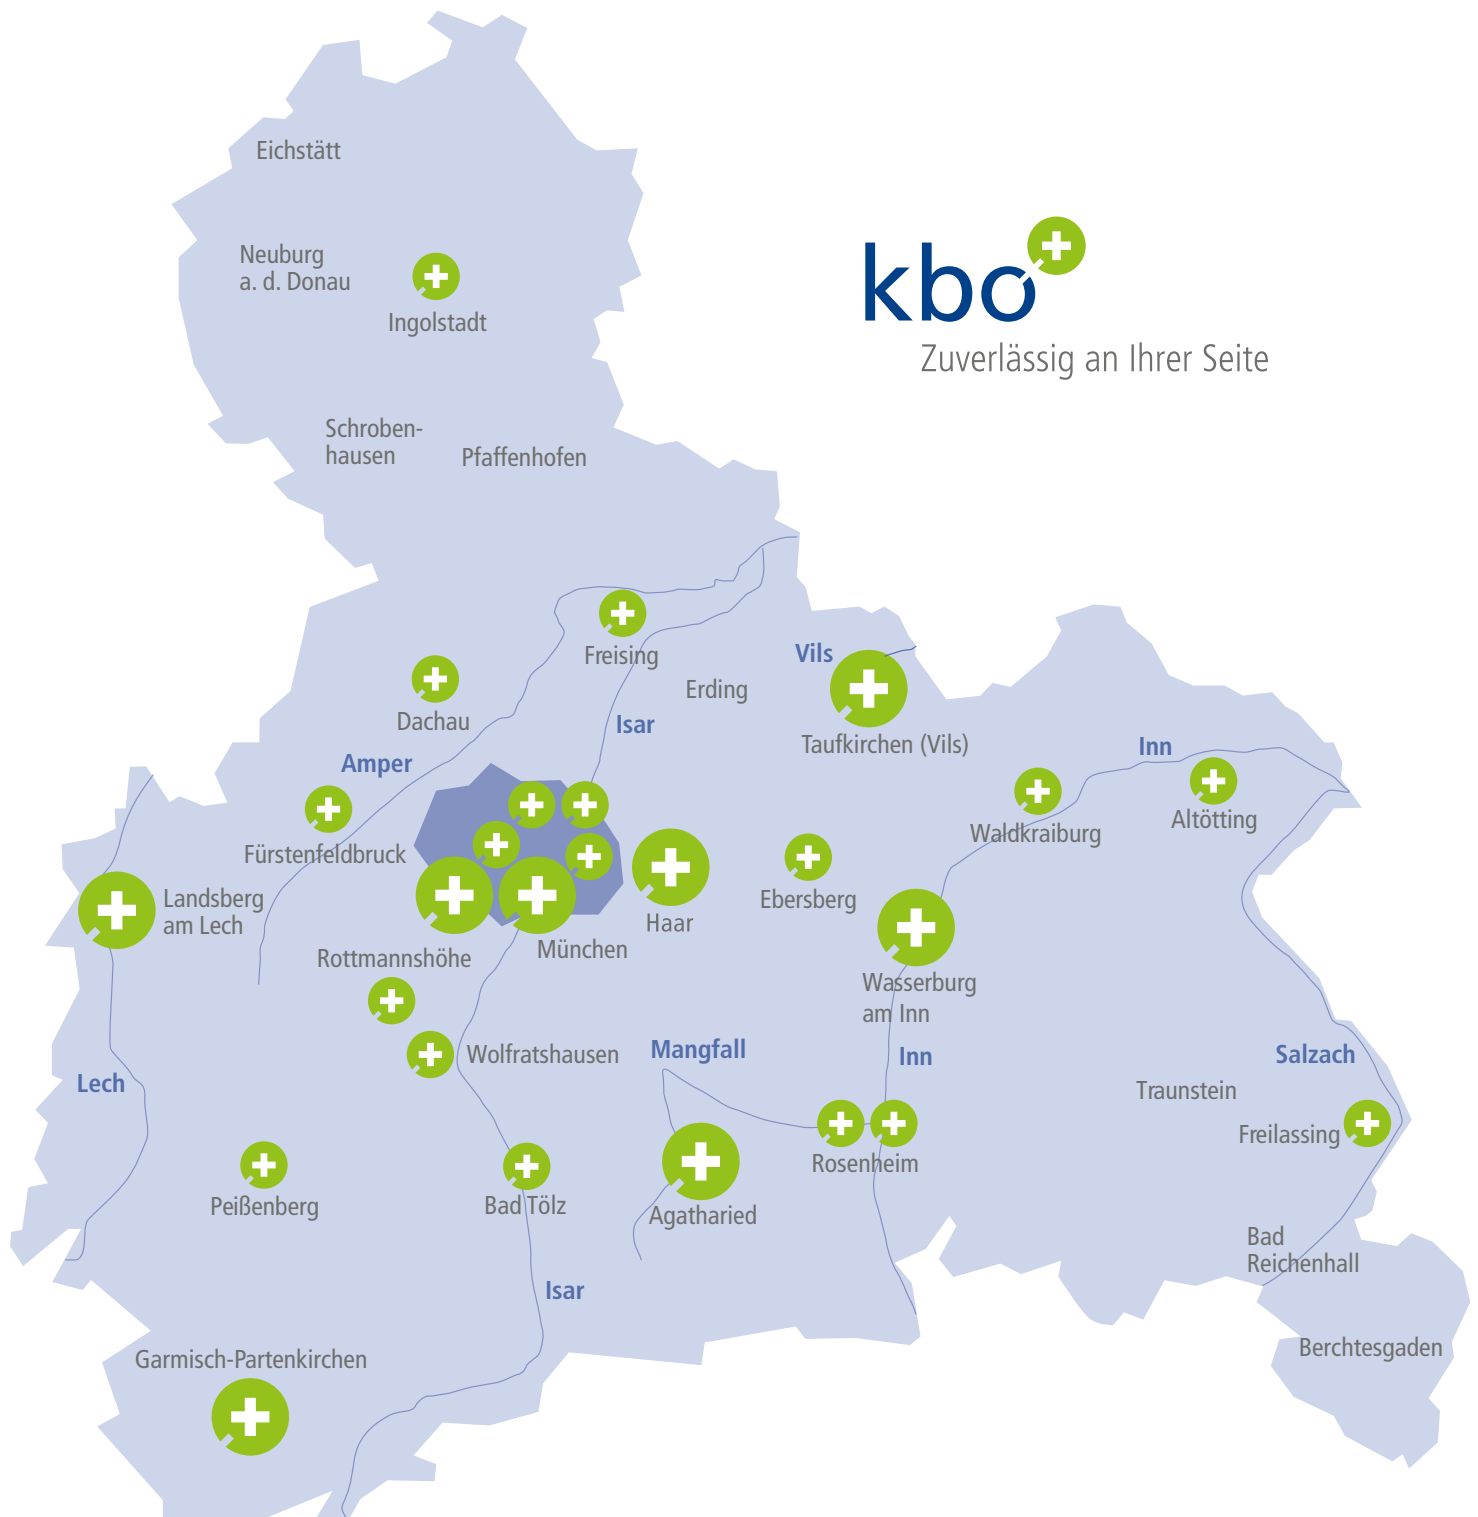 Eichstätt
Neuburg
a. d. Donau
Ingolstadt
kbo
Zuverlässig an Ihrer Seite
Schroben-
hausen
Pfaffenhofen
Freising
Vils
Erding
Dachau
Isar
Taufkirchen (Vils)
Inn
Amper
Altötting
Waldkraiburg
Fürstenfeldbruck
Landsberg
am Lech
Ebersberg
Haar
München
Rottmannshöhe
Wasserburg
am Inn
Mangfall
Wolfratshausen
Inn
Salzach
Lech
Traunstein
Freilassing
Rosenheim
Peißenberg
Bad Tölz
Agatharied
Bad
Reichenhall
Isar
Berchtesgaden
Garmisch-Partenkirchen